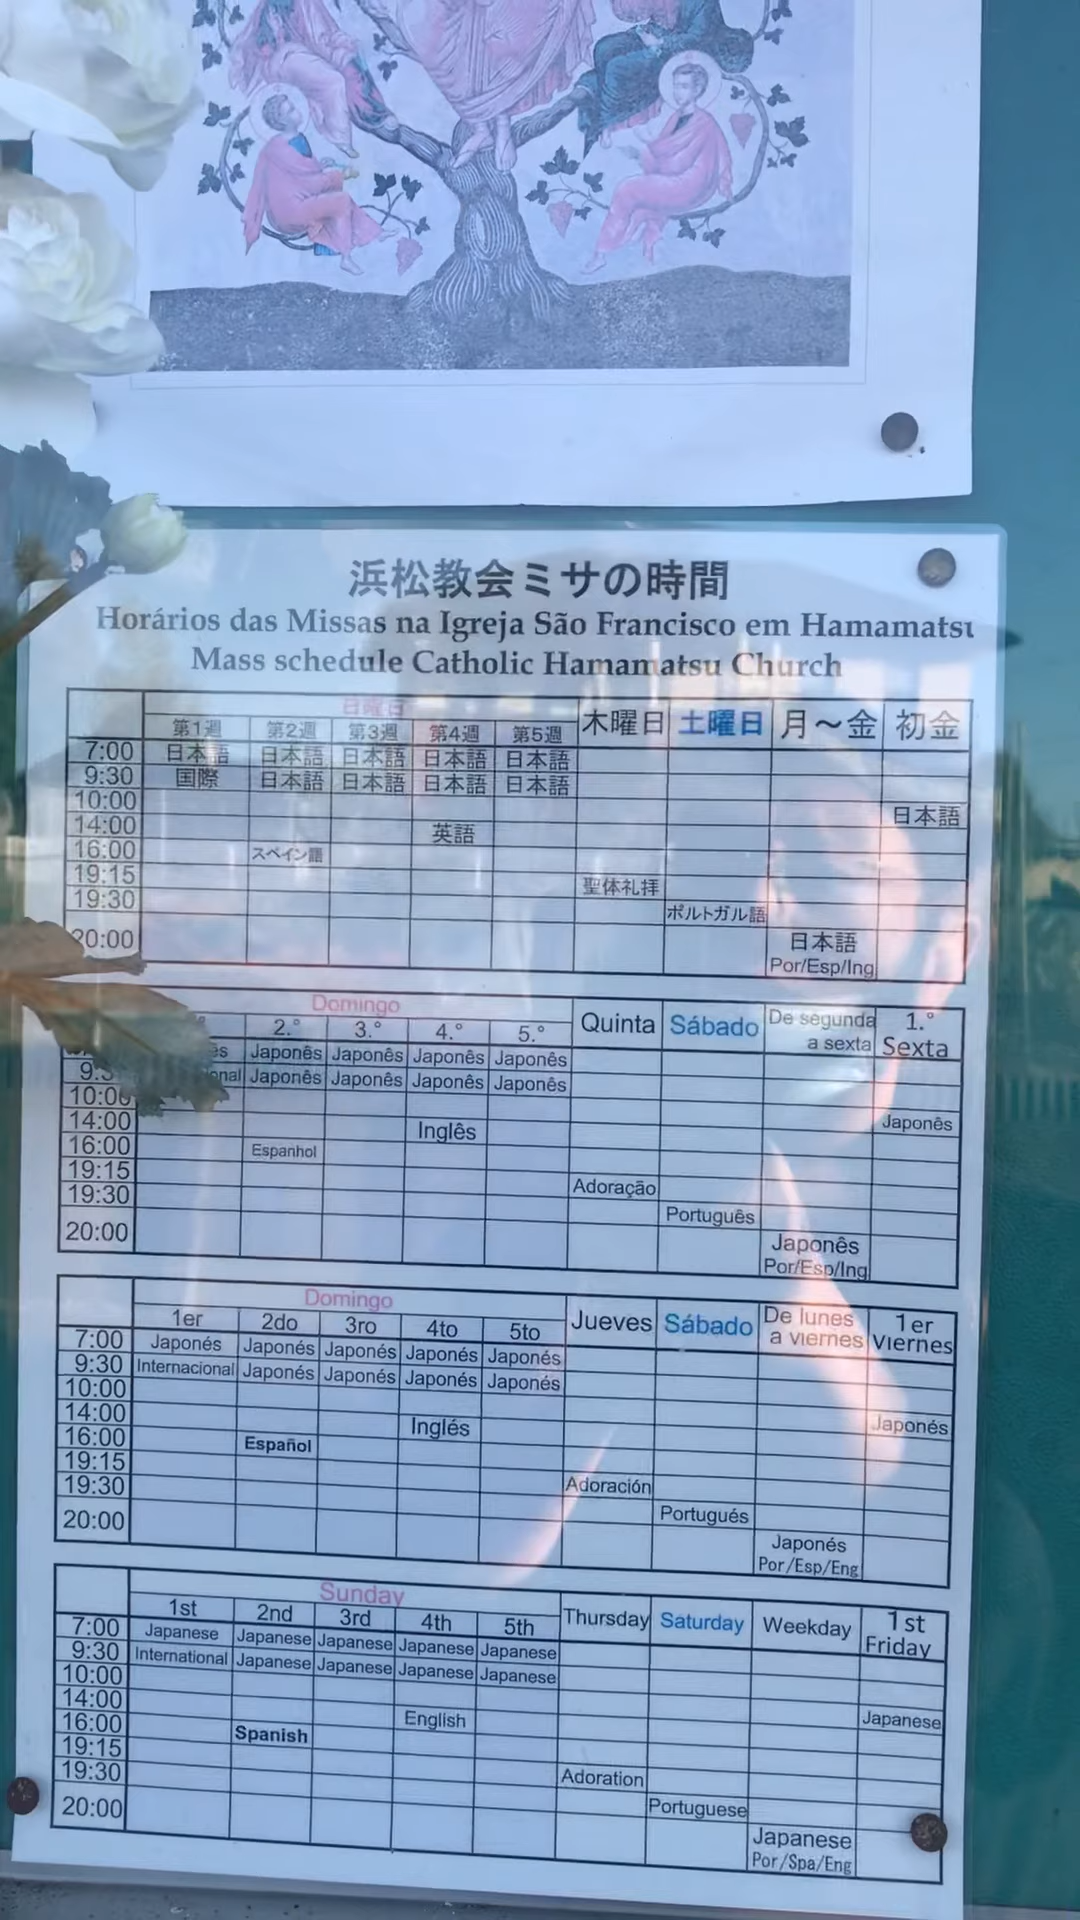 浜松教会ミサの時間
Horários das Missas na Igreja São Francisco em Hamamatsu
Mass schedule Catholic Hamamatsu Church
日曜日 木曜日 土曜日 月～金 初金
第1週 第2週 第3週 第4週 第5週
7:00 日本語 日本語 日本語 日本語 日本語
9:30 国際 日本語 日本語 日本語 日本語
10:00 日本語
14:00 英語
16:00 スペイン語
19:15 聖体礼拝
19:30 ポルトガル語
20:00 日本語
Por/Esp/Ing
Domingo Quinta Sábado De segunda a sexta 1.° Sexta
2.° 3.° 4.° 5.°
Japonês Japonês Japonês Japonês
Japonês Japonês Japonês Japonês
10:00 Japonês
14:00 Inglês
16:00 Espanhol
19:15 Adoração
19:30 Português
20:00 Japonês
Por/Esp/Ing
Domingo Jueves Sábado De lunes a viernes 1er Viernes
1er 2do 3ro 4to 5to
7:00 Japonés Japonés Japonés Japonés Japonés
9:30 Internacional Japonés Japonés Japonés Japonés
10:00 Japonés
14:00 Inglés
16:00 Español
19:15 Adoración
19:30 Portugués
20:00 Japonés
Por/Esp/Eng
Sunday Thursday Saturday Weekday 1st Friday
1st 2nd 3rd 4th 5th
7:00 Japanese Japanese Japanese Japanese Japanese
9:30 International Japanese Japanese Japanese Japanese
10:00 Japanese
14:00 English
16:00 Spanish
19:15 Adoration
19:30 Portuguese
20:00 Japanese
Por/Spa/Eng